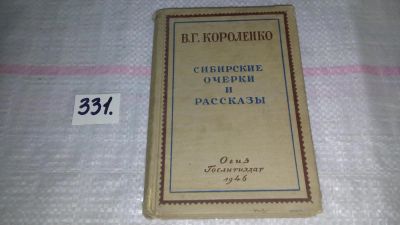 331.
В.Г. КОРОЛЕНКО
СИБИРСКИЕ
ОЧЕРКИ
И
РАССКАЗЫ
Огиз
Гослитиздат
1946